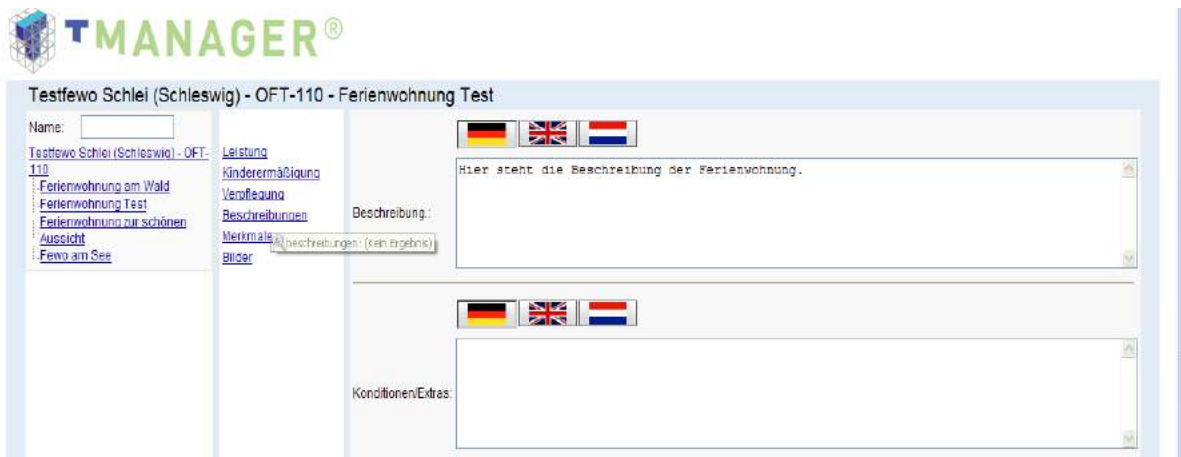 TMANAGER®
Testfewo Schlei (Schleswig) - OFT-110 - Ferienwohnung Test
Name:
Testfewo Schlei (Schleswig) - OFT-
110
Ferienwohnung am Wald
Ferienwohnung Test
Ferienwohnung zur schönen
Aussicht
Fewo am See
Leistung
Kinderermäßigung
Verpflegung
Beschreibungen
Merkmale
beschreibungen: (Kein Ergebnis)
Bilder
Hier steht die Beschreibung der Ferienwohnung.
Beschreibung.:
Konditionen/Extras: